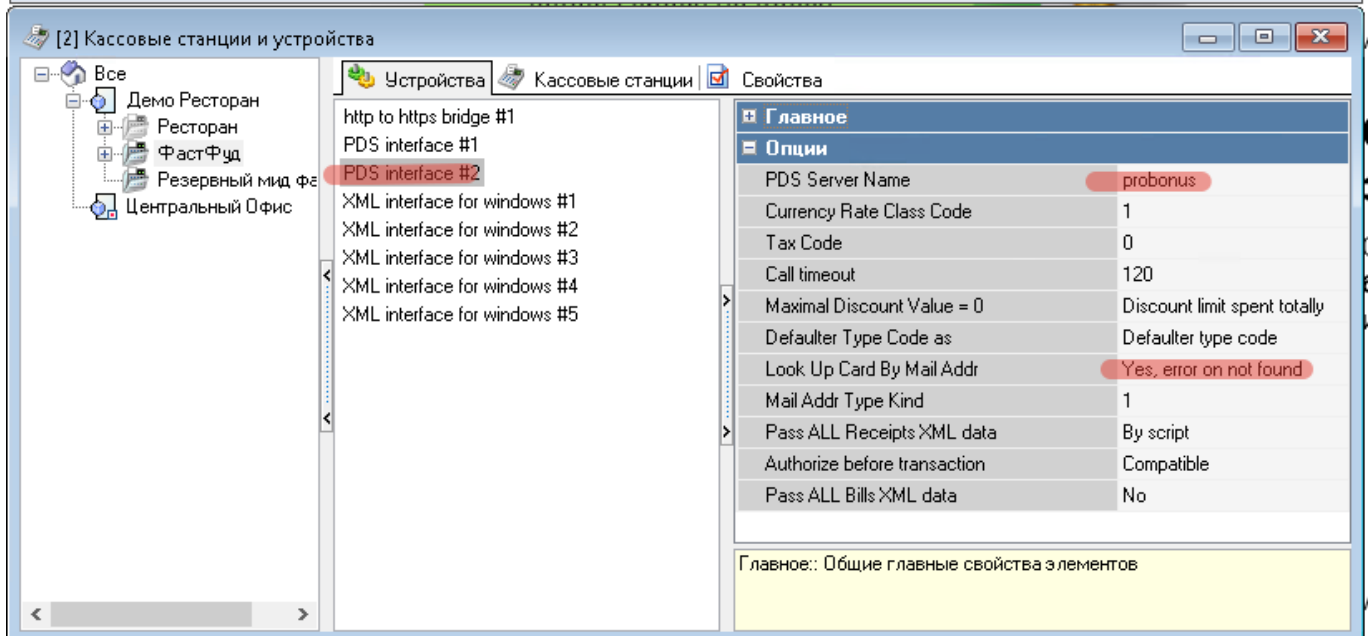 [2] Кассовые станции и устройства
Все
Демо Ресторан
Ресторан
ФастФуд
Резервный мид фа
Центральный Офис
Устройства
Кассовые станции
Свойства
http to https bridge #1
PDS interface #1
PDS interface #2
XML interface for windows #1
XML interface for windows #2
XML interface for windows #3
XML interface for windows #4
XML interface for windows #5
Главное
Опции
PDS Server Name probonus
Currency Rate Class Code 1
Tax Code 0
Call timeout 120
Maximal Discount Value = 0 Discount limit spent totally
Defaulter Type Code as Defaulter type code
Look Up Card By Mail Addr Yes, error on not found
Mail Addr Type Kind 1
Pass ALL Receipts XML data By script
Authorize before transaction Compatible
Pass ALL Bills XML data No
Главное:: Общие главные свойства элементов